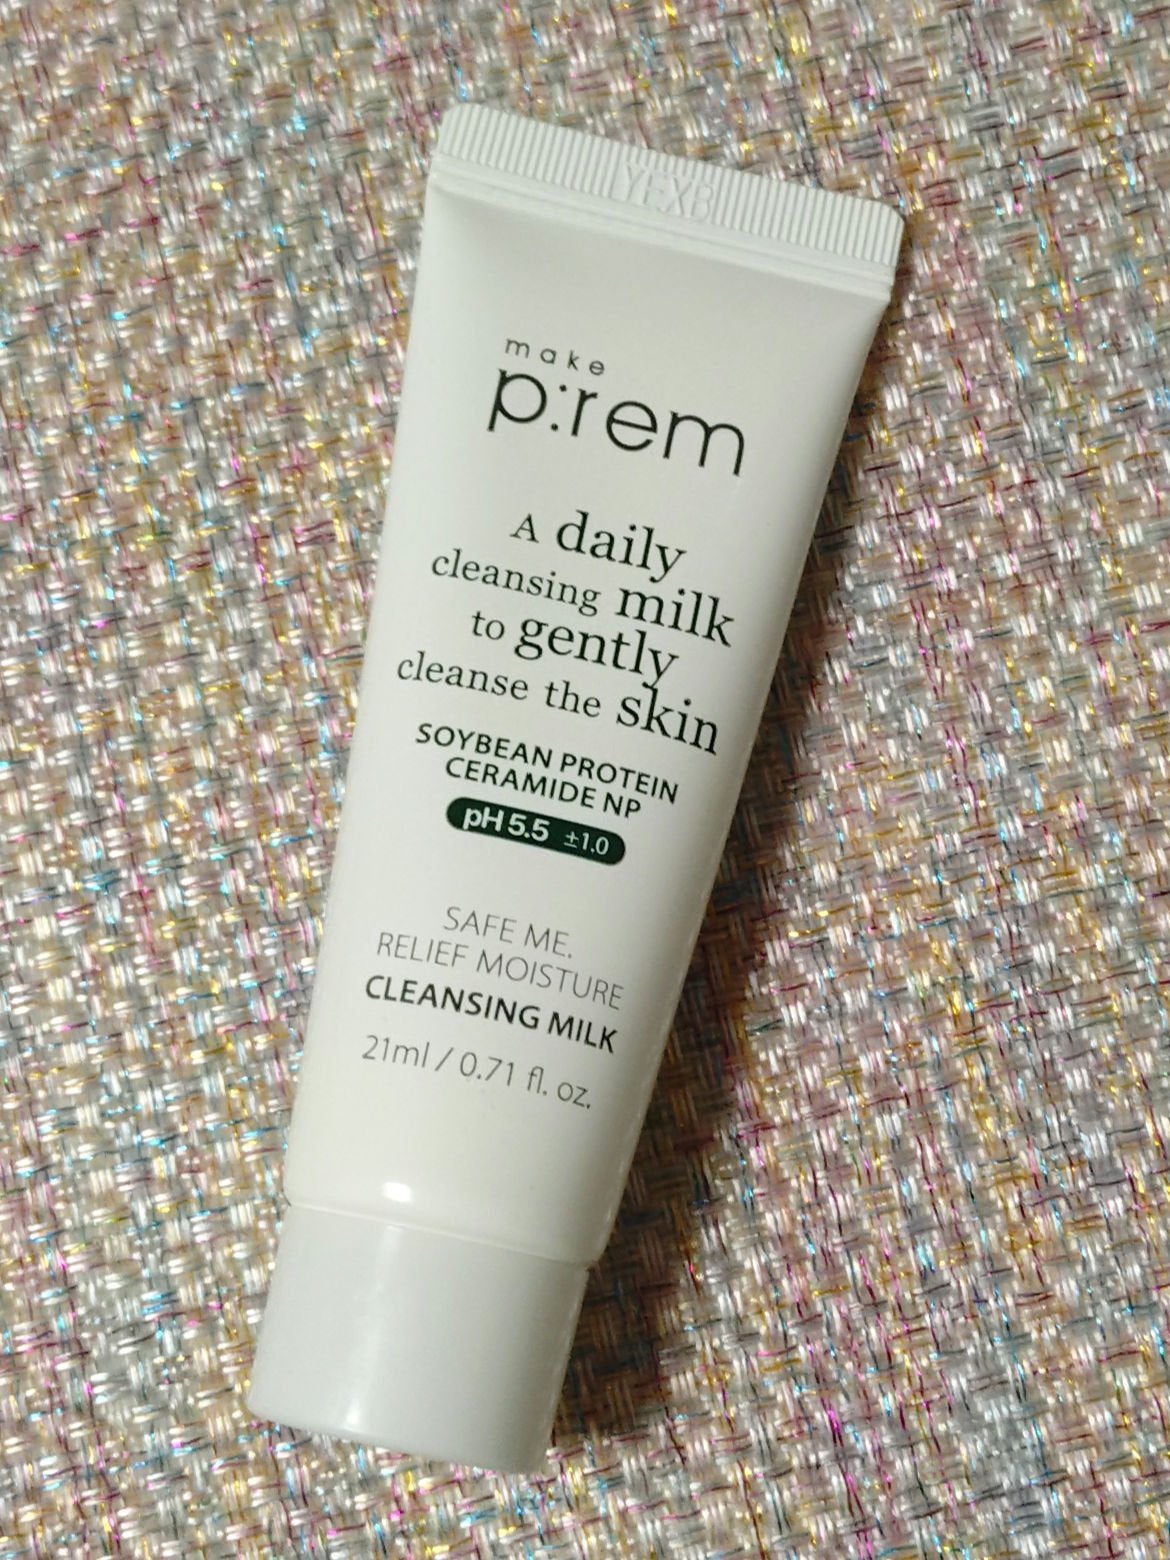 YFXB
make
p:rem
A daily
cleansing milk
to gently
cleanse the skin
SOYBEAN PROTEIN
CERAMIDE NP
pH 5.5 ±1.0
SAFE ME.
RELIEF MOISTURE
CLEANSING MILK
21ml / 0.71 fl. oz.